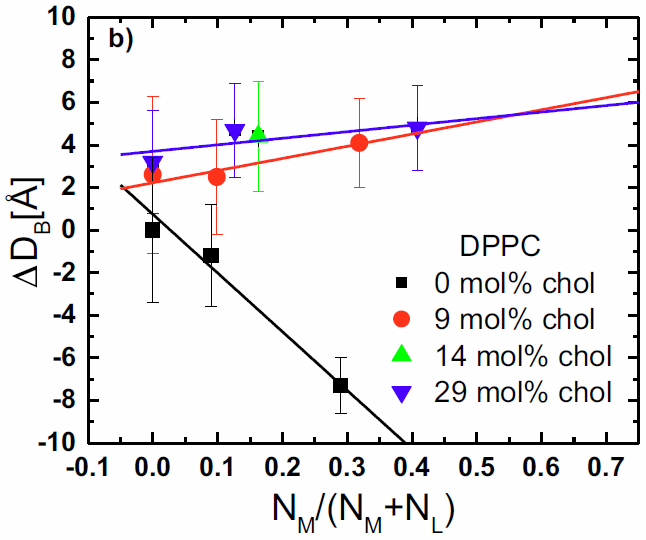 b)
10
8
6
4
2
0
-2
-4
-6
-8
-10
ΔD_B[Å]
DPPC
0 mol% chol
9 mol% chol
14 mol% chol
29 mol% chol
-0.1 0.0 0.1 0.2 0.3 0.4 0.5 0.6 0.7
N_M/(N_M+N_L)